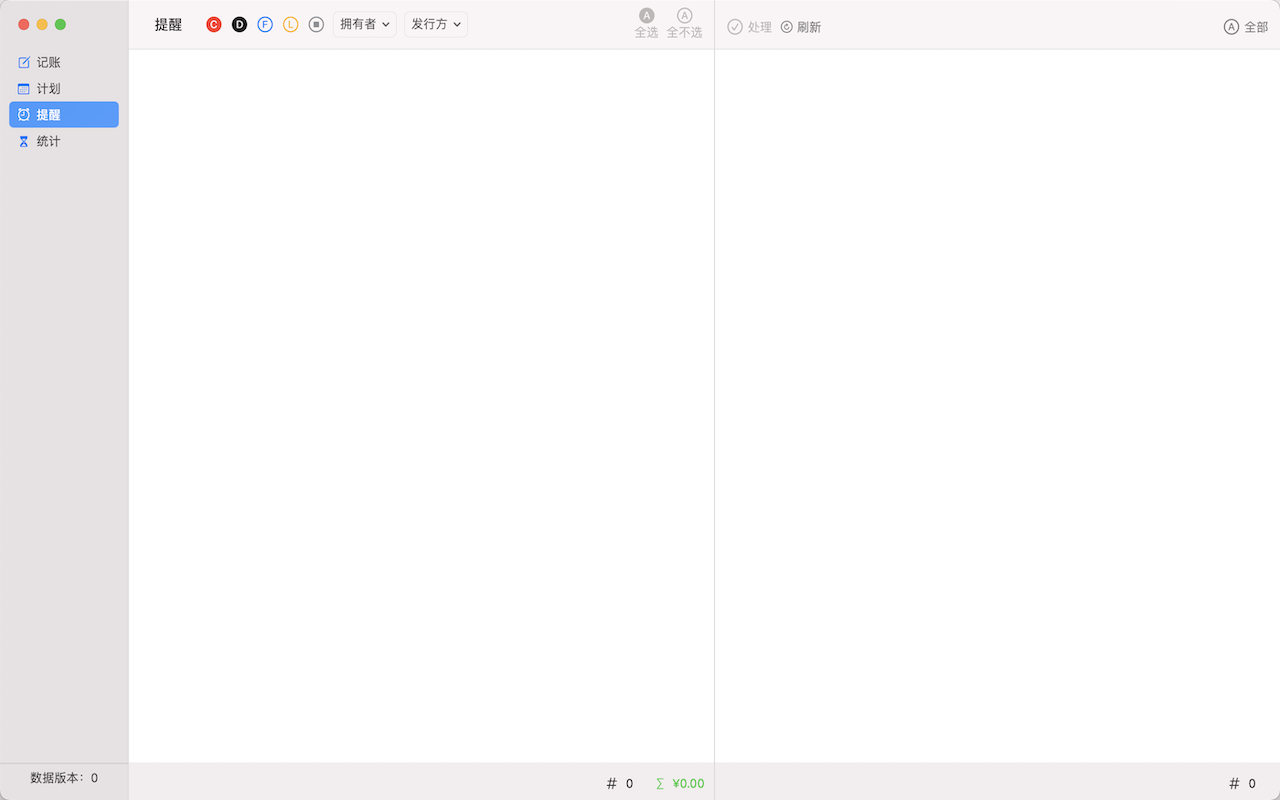 记账
计划
提醒
统计
数据版本：0
提醒
C D F L
拥有者
发行方
A 全选
A 全不选
处理
刷新
A 全部
# 0
∑ ¥0.00
# 0